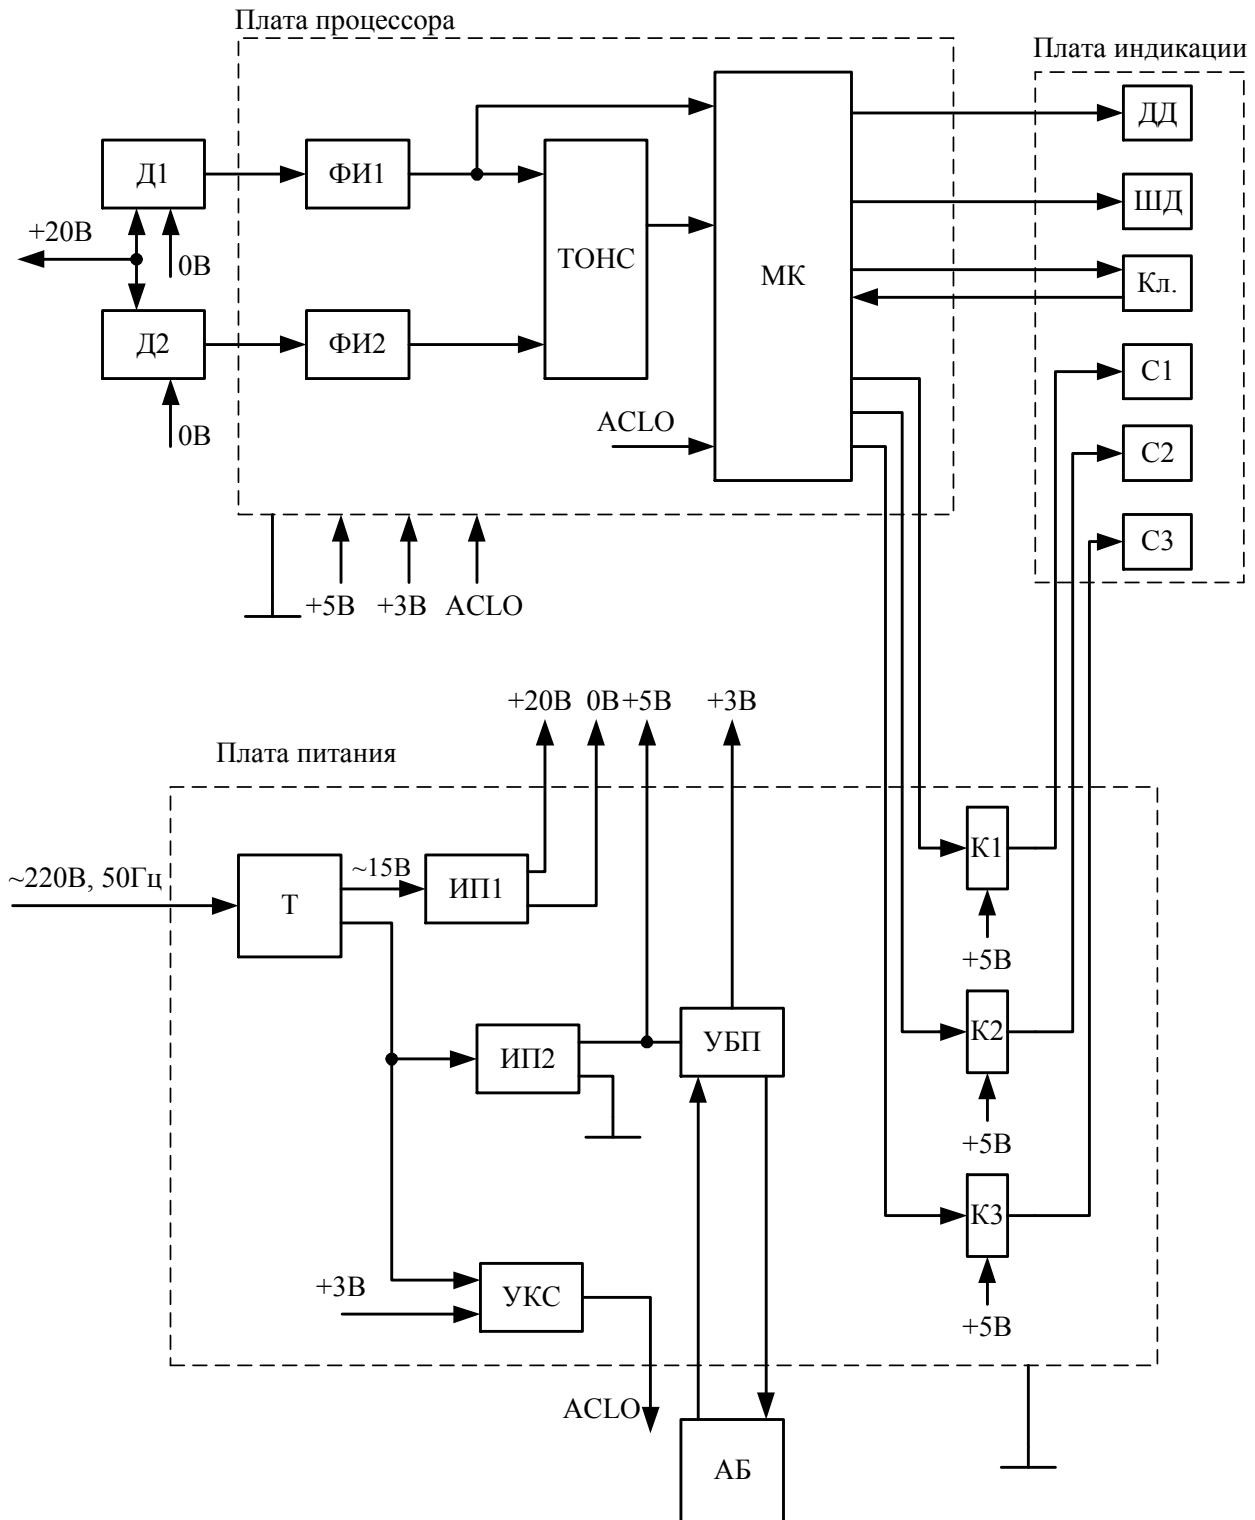 Плата процессора
Плата индикации
Д1
ФИ1
ТОНС
МК
ДД
ШД
Кл.
+20В
0В
Д2
ФИ2
0В
ACLO
С1
С2
С3
+5В
+3В
ACLO
+20В
0В
+5В
+3В
Плата питания
~220В, 50Гц
Т
~15В
ИП1
К1
+5В
ИП2
УБП
К2
+5В
К3
+5В
+3В
УКС
ACLO
АБ